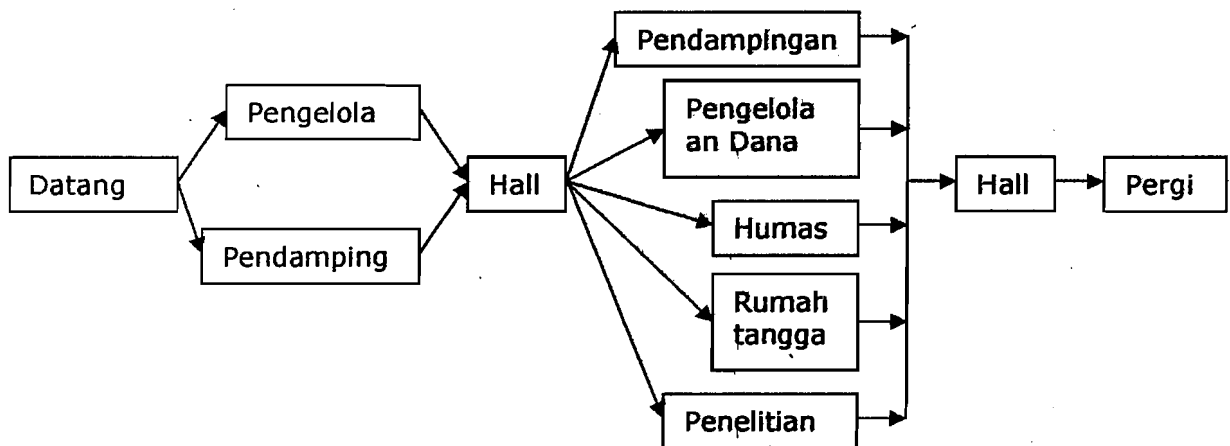 Datang
Pengelola
Pendamping
Hall
Pendampingan
Pengelola
an Dana
Humas
Rumah
tangga
Penelitian
Hall
Pergi